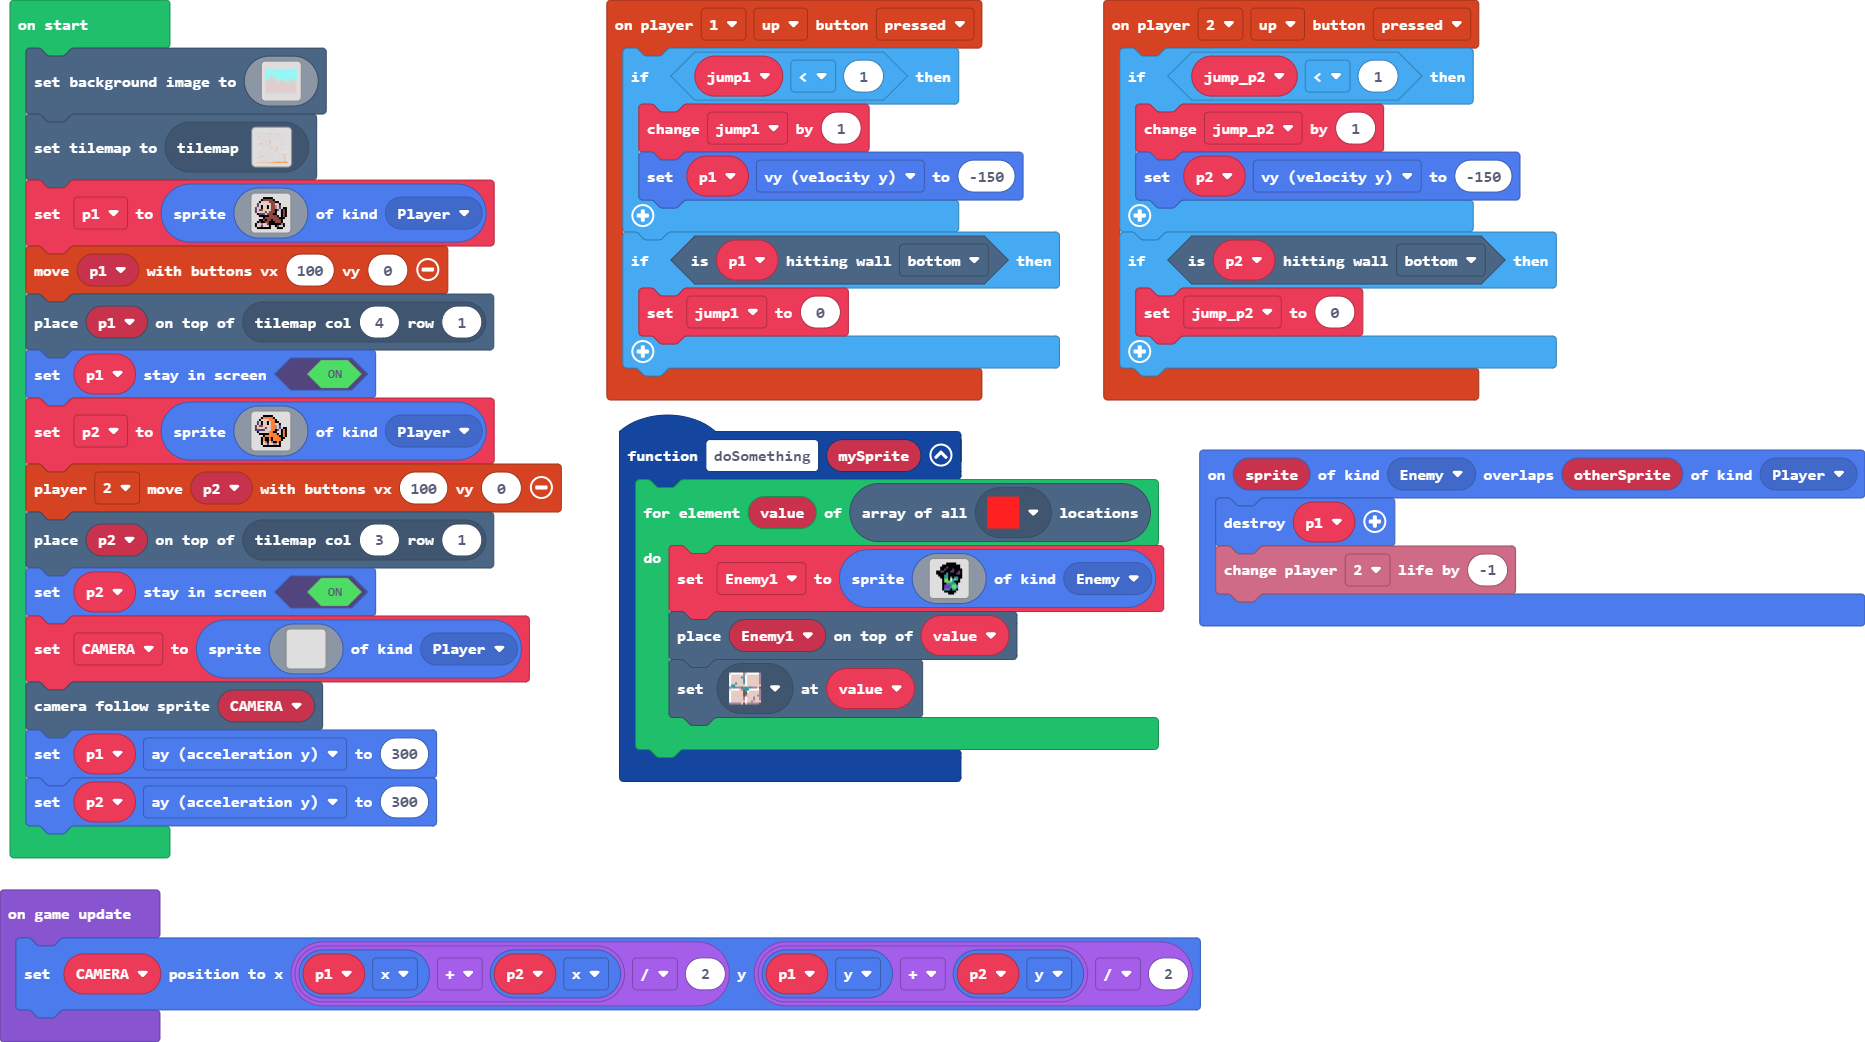 on start
set background image to
set tilemap to tilemap
set p1 to sprite of kind Player
move p1 with buttons vx 100 vy 0
place p1 on top of tilemap col 4 row 1
set p1 stay in screen ON
set p2 to sprite of kind Player
player 2 move p2 with buttons vx 100 vy 0
place p2 on top of tilemap col 3 row 1
set p2 stay in screen ON
set CAMERA to sprite of kind Player
camera follow sprite CAMERA
set p1 ay (acceleration y) to 300
set p2 ay (acceleration y) to 300
on player 1 up button pressed
if jump1 < 1 then
change jump1 by 1
set p1 vy (velocity y) to -150
if is p1 hitting wall bottom then
set jump1 to 0
on player 2 up button pressed
if jump_p2 < 1 then
change jump_p2 by 1
set p2 vy (velocity y) to -150
if is p2 hitting wall bottom then
set jump_p2 to 0
function doSomething mySprite
for element value of array of all locations
do
set Enemy1 to sprite of kind Enemy
place Enemy1 on top of value
set at value
on sprite of kind Enemy overlaps otherSprite of kind Player
destroy p1
change player 2 life by -1
on game update
set CAMERA position to x p1 x + p2 x / 2 y p1 y + p2 y / 2